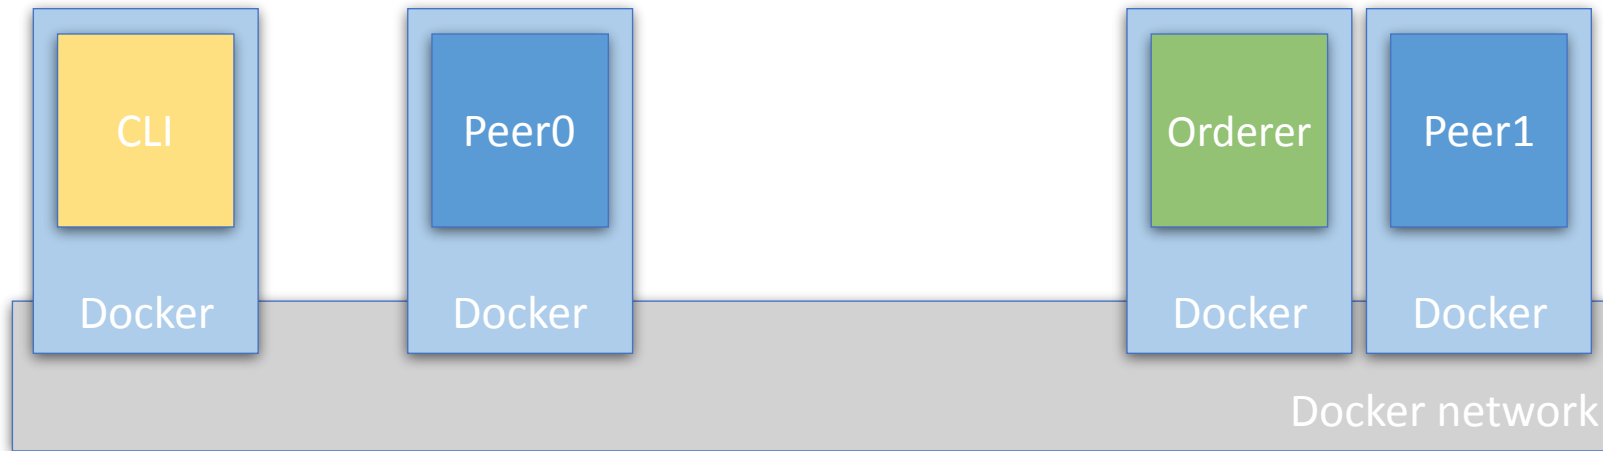 CLI
Peer0
Orderer
Peer1
Docker
Docker
Docker
Docker
Docker network